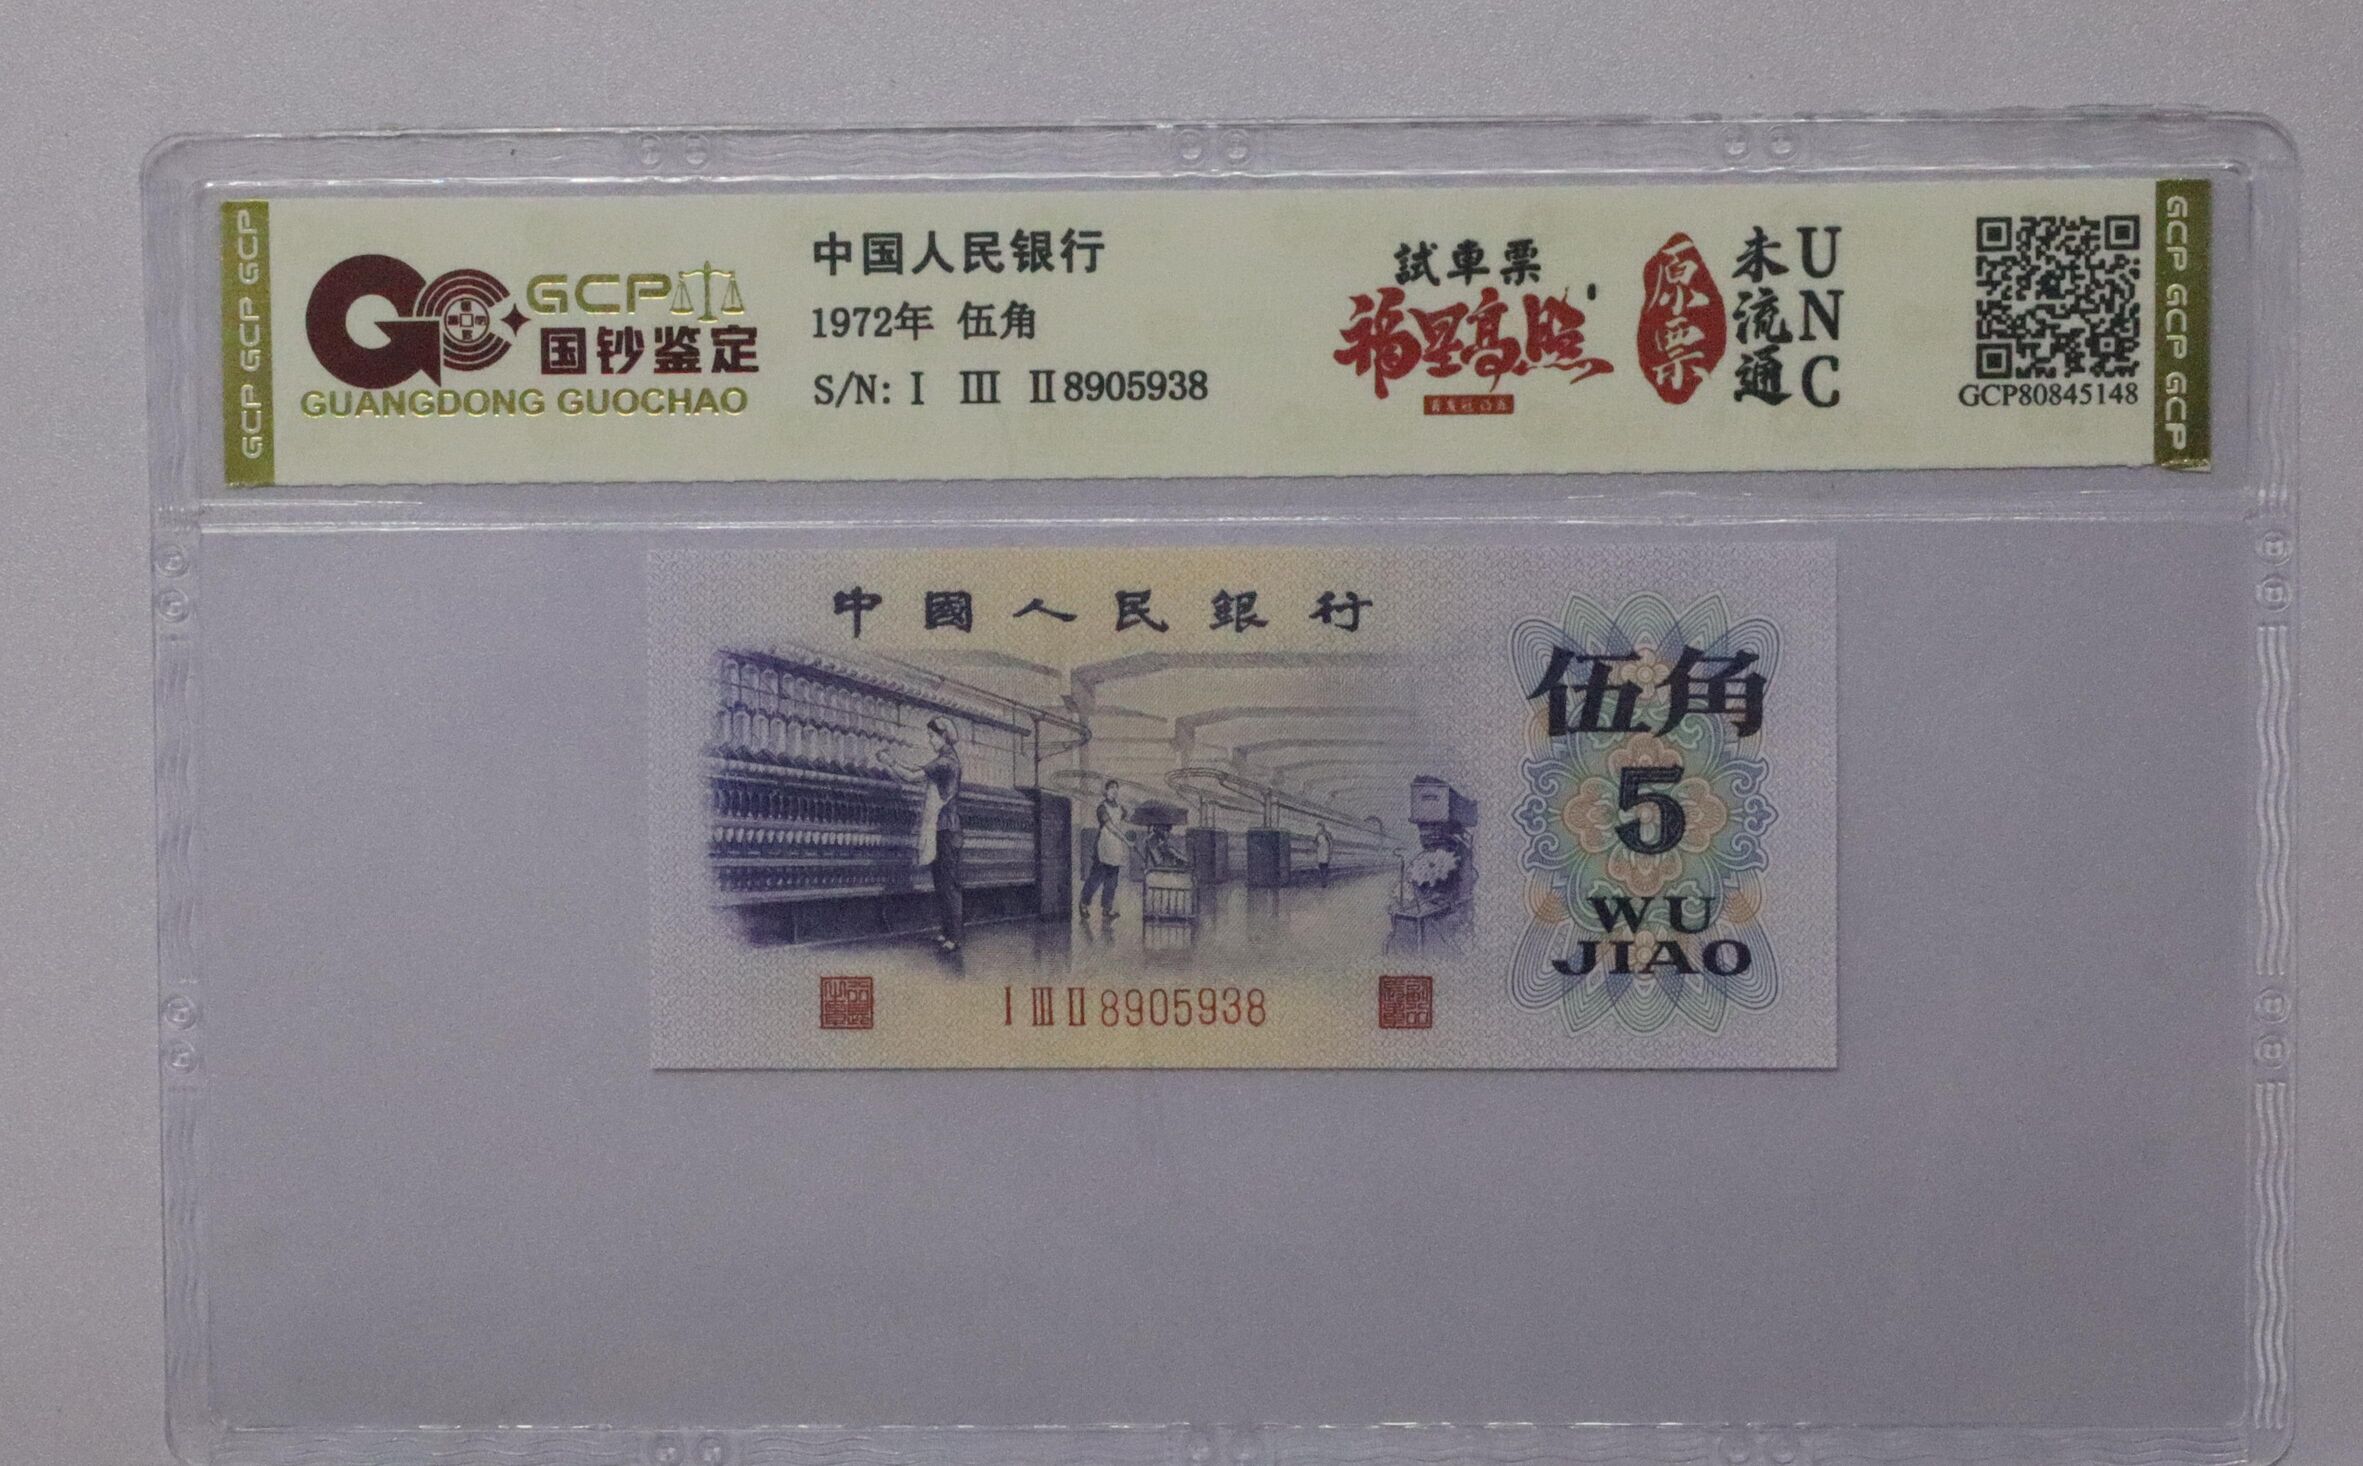 GCP GCP GCP
GCP
国钞鉴定
GUANGDONG GUOCHAO
中国人民银行
1972年 伍角
S/N: I III II 8905938
試車票
福星高照
原票
未流通
UNC
GCP80845148
GCP GCP GCP
中國人民銀行
伍角
5
WU
JIAO
I III II 8905938